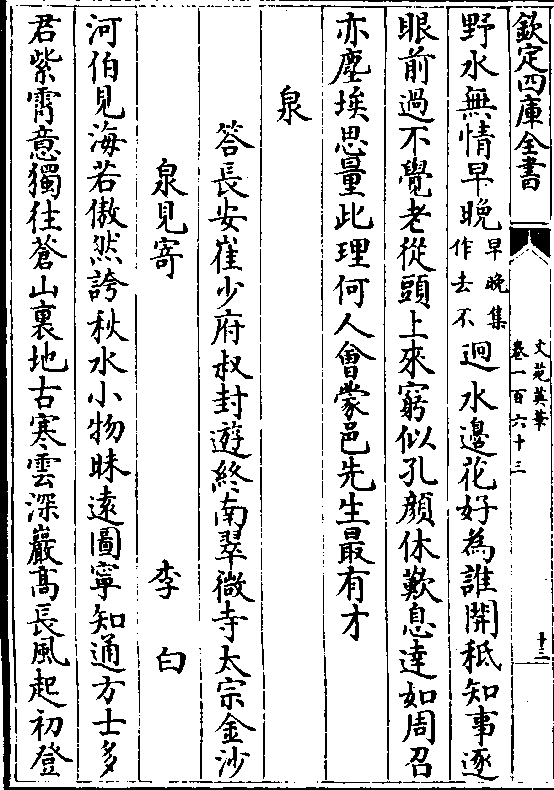 欽定四庫全書
文苑英華
卷一百六十三
十三
野水無情早晚
早晚集
作去不
迴水邊花好為誰開秪知事逐
眼前過不覺老從頭上來窮似孔顔休歎息達如周召
亦塵埃思量此理何人會蒙邑先生最有才
泉
答長安崔少府叔封遊終南翠微寺太宗金沙
泉見寄
李白
河伯見海若傲然誇秋水小物昧逺圖寧知通方士多
君紫霄意獨往蒼山裏地古寒雲深巖髙長風起初登